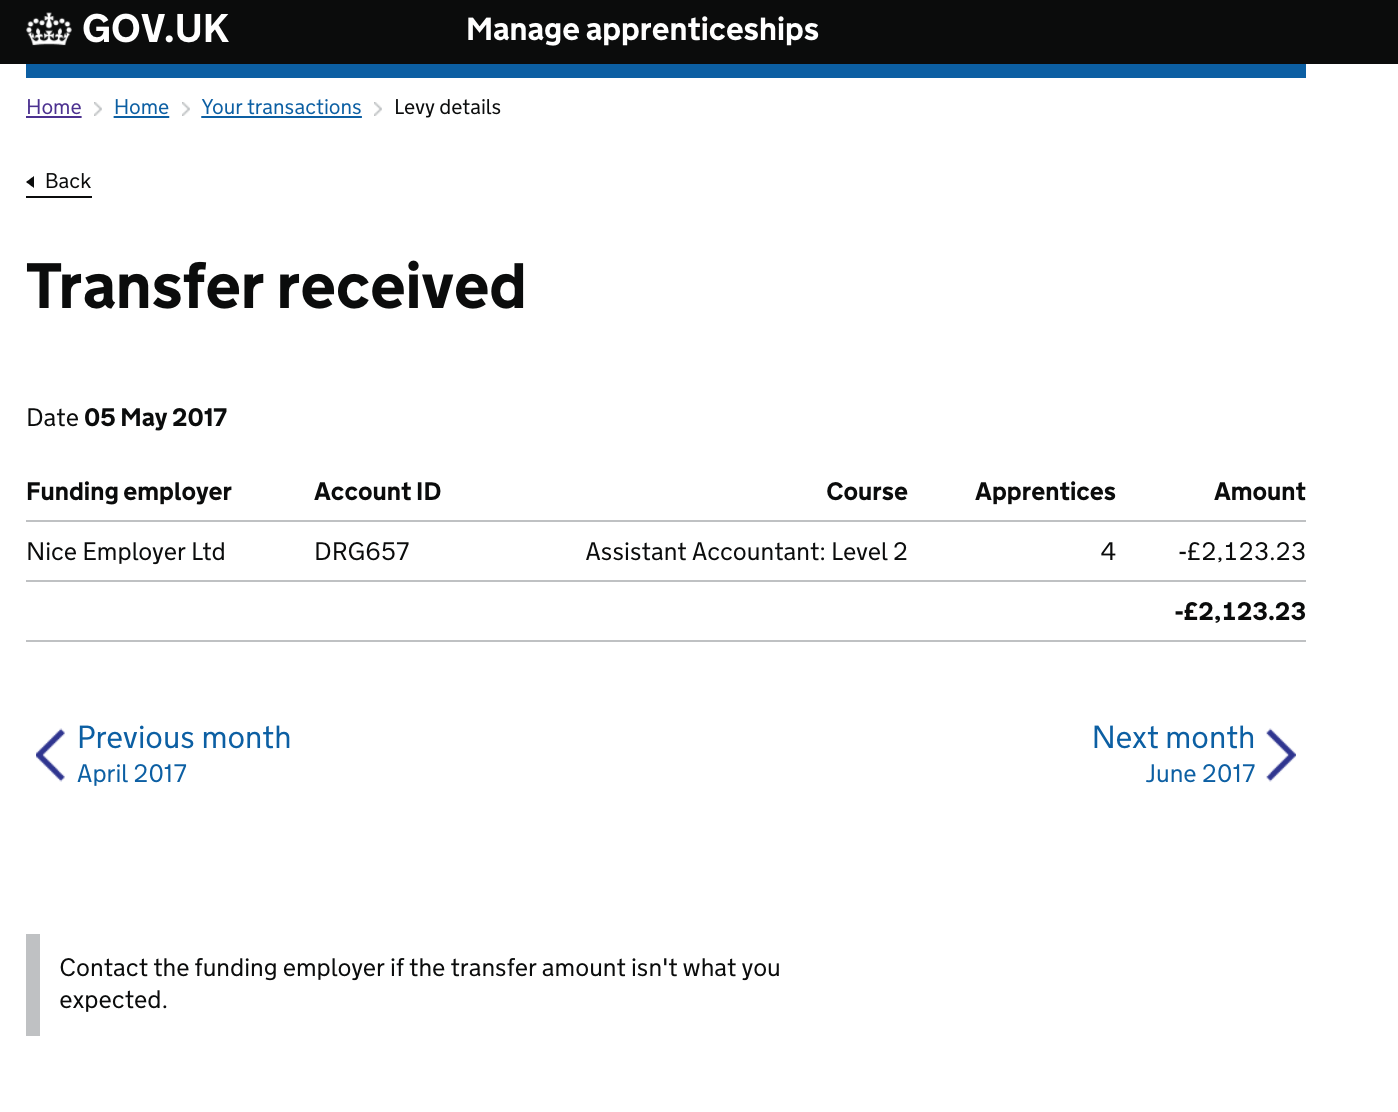 GOV.UK Manage apprenticeships
Home Home Your transactions Levy details
Back
Transfer received
Date 05 May 2017
Funding employer Account ID Course Apprentices Amount
Nice Employer Ltd DRG657 Assistant Accountant: Level 2 4 -£2,123.23
-£2,123.23
Previous month Next month
April 2017 June 2017
Contact the funding employer if the transfer amount isn't what you
expected.